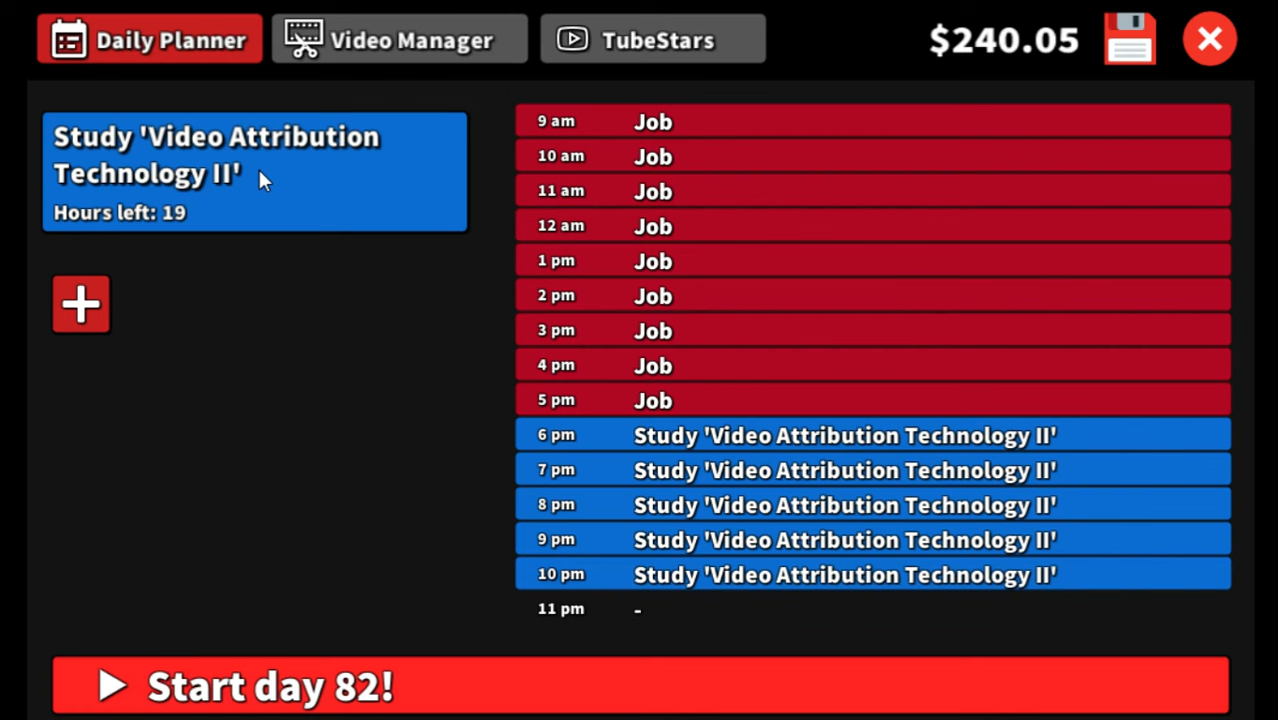 Daily Planner Video Manager TubeStars $240.05
Study 'Video Attribution
Technology II'
Hours left: 19
9 am Job
10 am Job
11 am Job
12 am Job
1 pm Job
2 pm Job
3 pm Job
4 pm Job
5 pm Job
6 pm Study 'Video Attribution Technology II'
7 pm Study 'Video Attribution Technology II'
8 pm Study 'Video Attribution Technology II'
9 pm Study 'Video Attribution Technology II'
10 pm Study 'Video Attribution Technology II'
11 pm -
Start day 82!